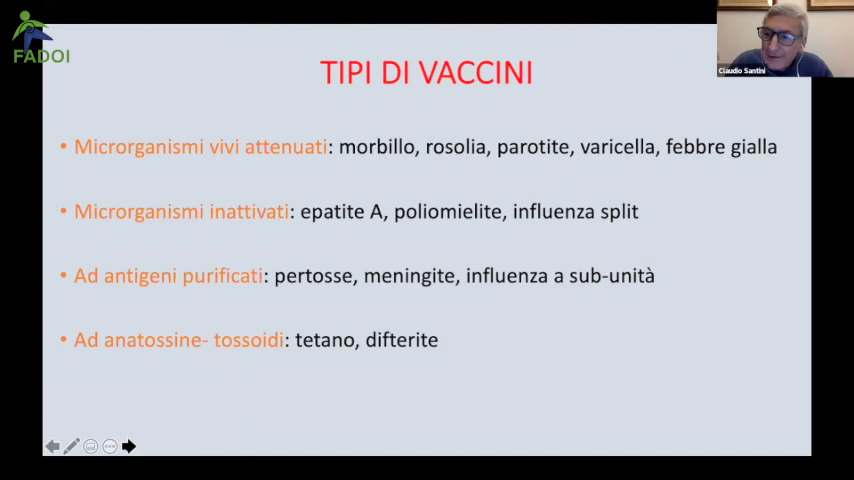 FADOI
Claudio Santini
TIPI DI VACCINI
• Microrganismi vivi attenuati: morbillo, rosolia, parotite, varicella, febbre gialla
• Microrganismi inattivati: epatite A, poliomielite, influenza split
• Ad antigeni purificati: pertosse, meningite, influenza a sub-unità
• Ad anatossine- tossoidi: tetano, difterite